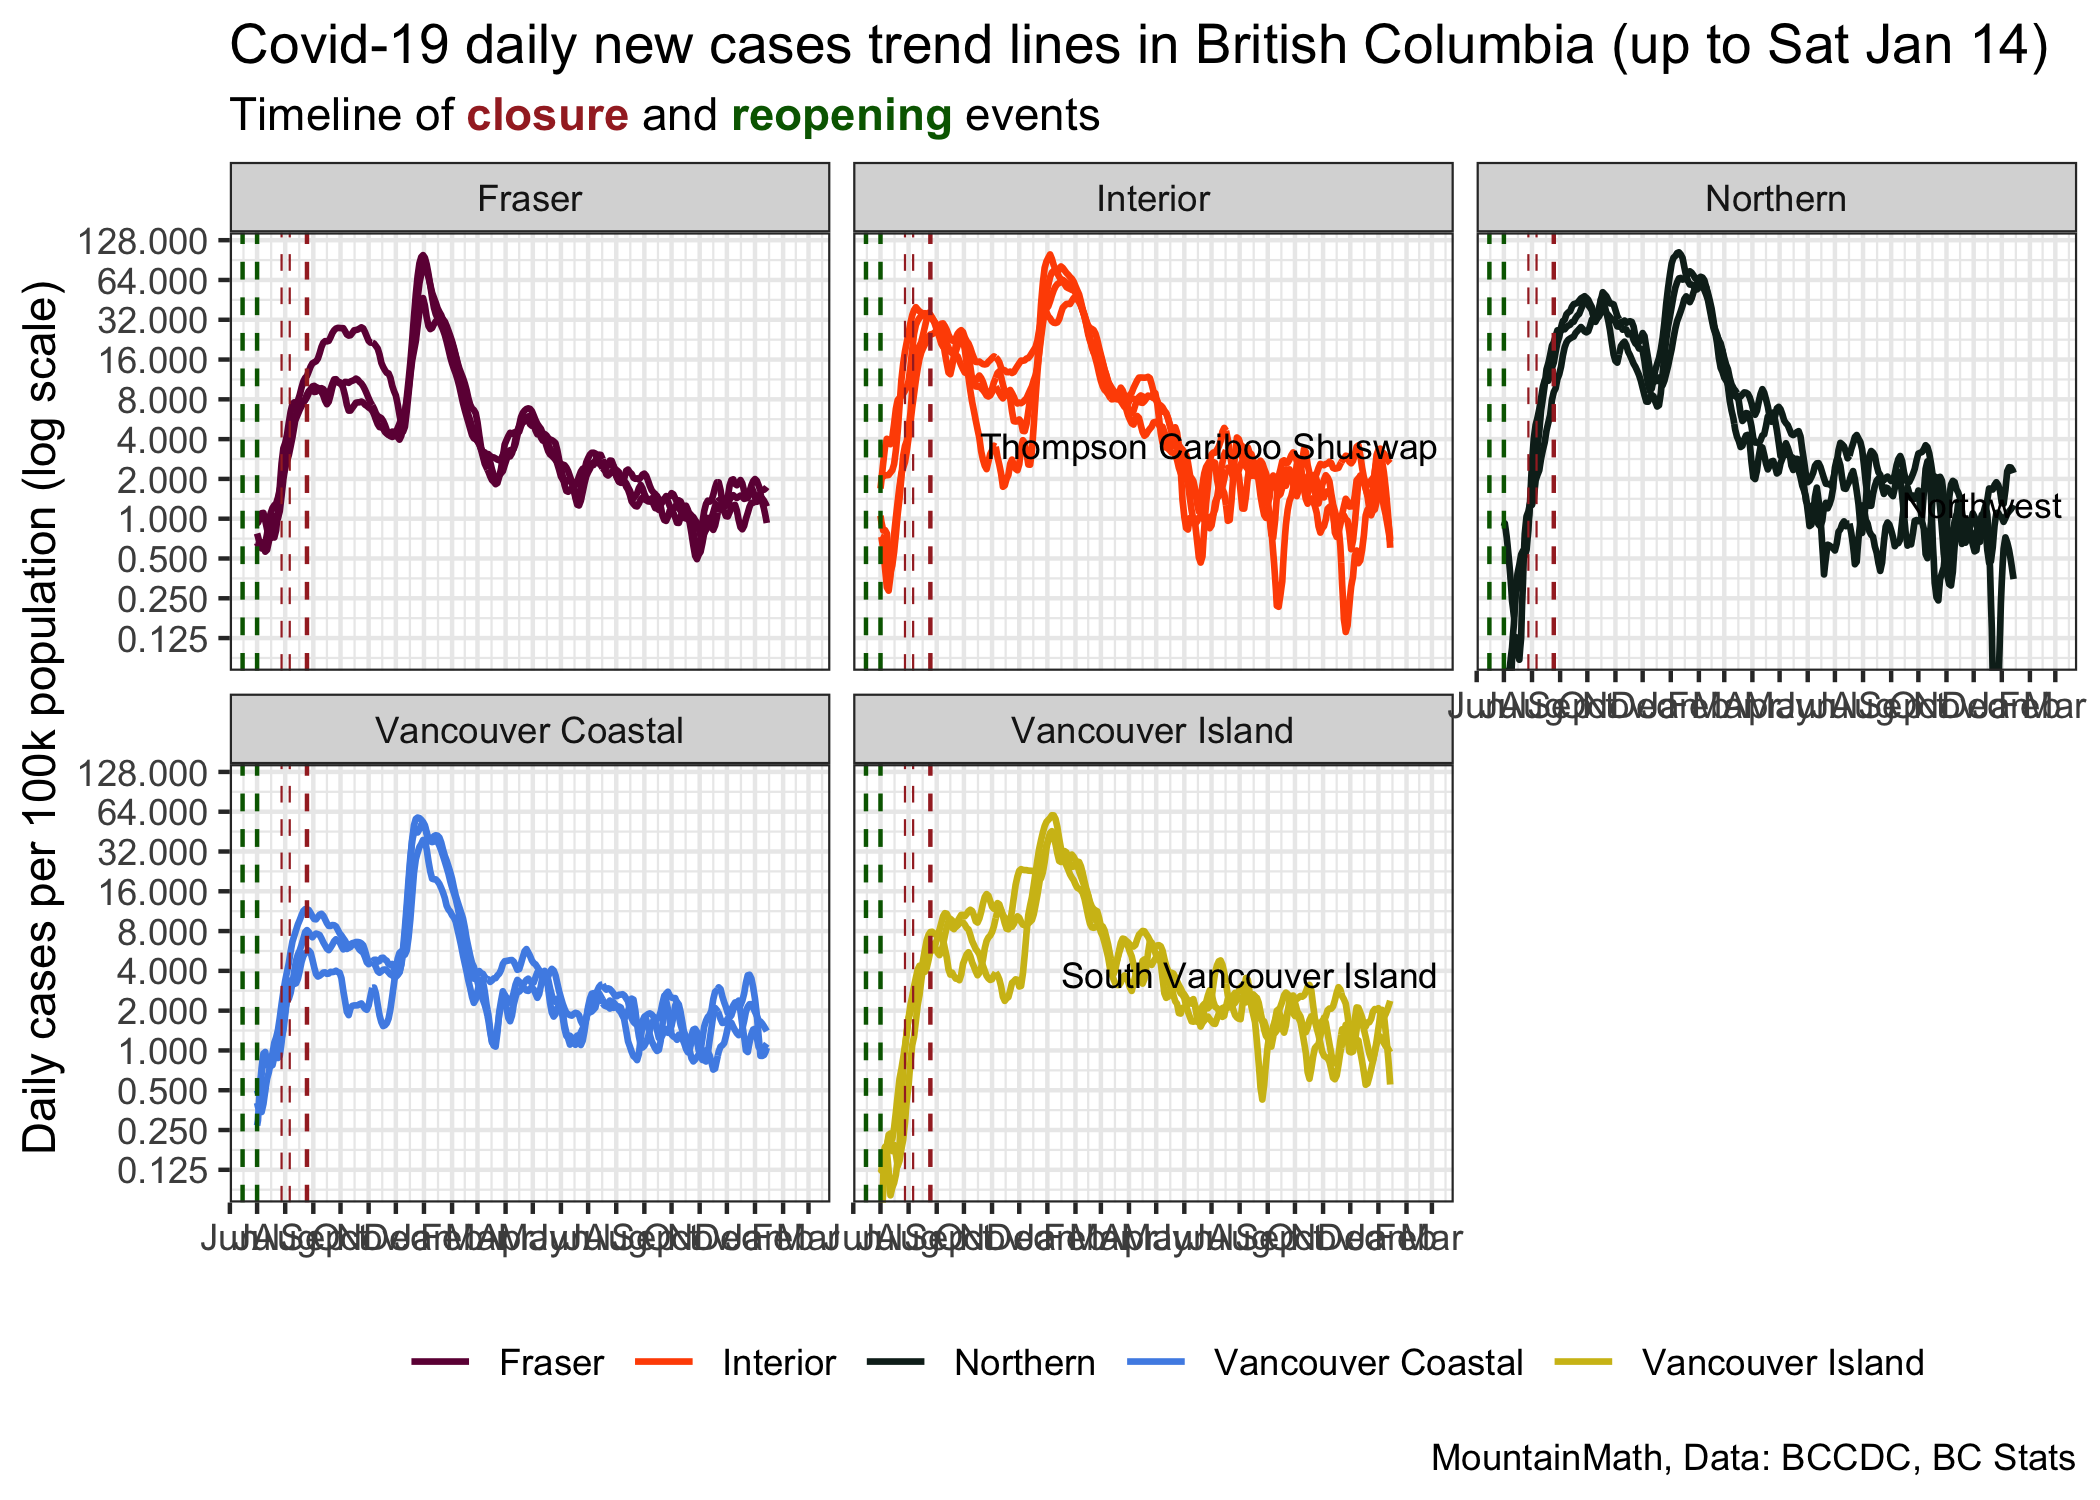 Covid-19 daily new cases trend lines in British Columbia (up to Sat Jan 14)
Timeline of closure and reopening events
Daily cases per 100k population (log scale)
Fraser
Interior
Northern
128.000
64.000
32.000
16.000
8.000
4.000
2.000
1.000
0.500
0.250
0.125
Thompson Cariboo Shuswap
Northwest
Vancouver Coastal
Vancouver Island
128.000
64.000
32.000
16.000
8.000
4.000
2.000
1.000
0.500
0.250
0.125
South Vancouver Island
Fraser Interior Northern Vancouver Coastal Vancouver Island
MountainMath, Data: BCCDC, BC Stats